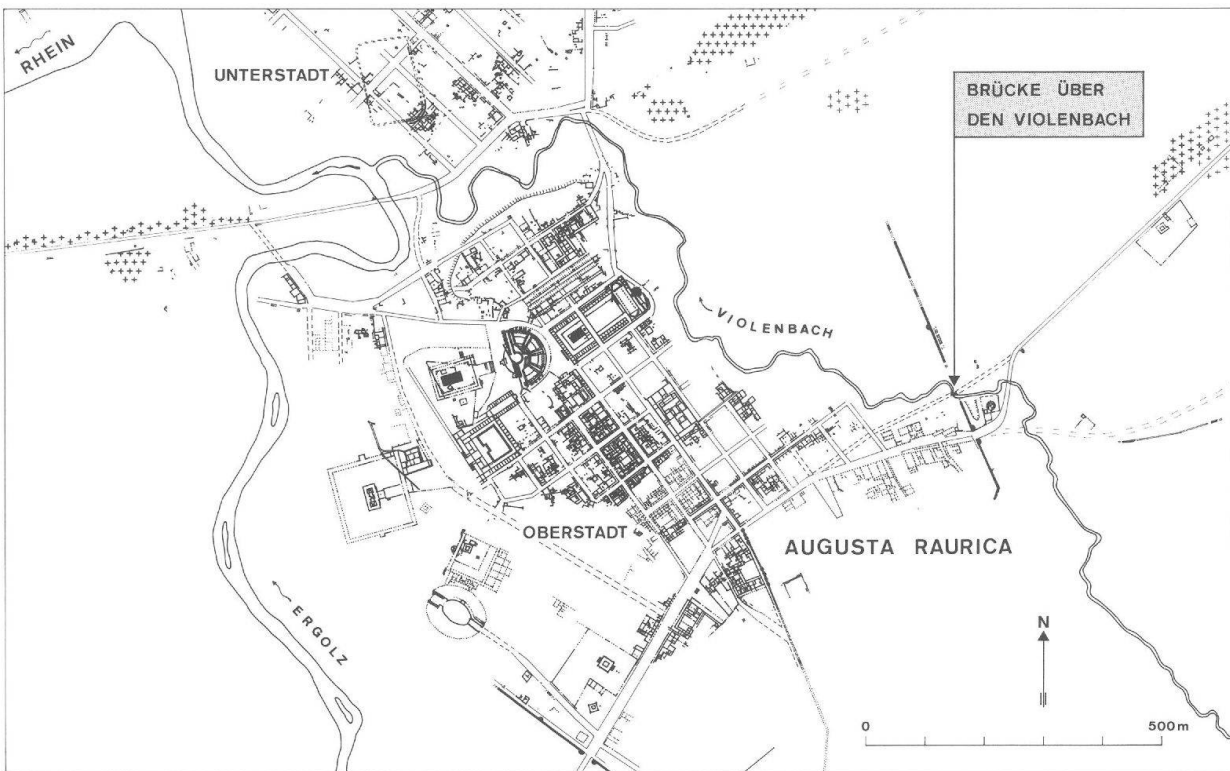 RHEIN
UNTERSTADT
BRÜCKE ÜBER
DEN VIOLENBACH
VIOLENBACH
OBERSTADT
AUGUSTA RAURICA
ERGOLZ
N
0 500m